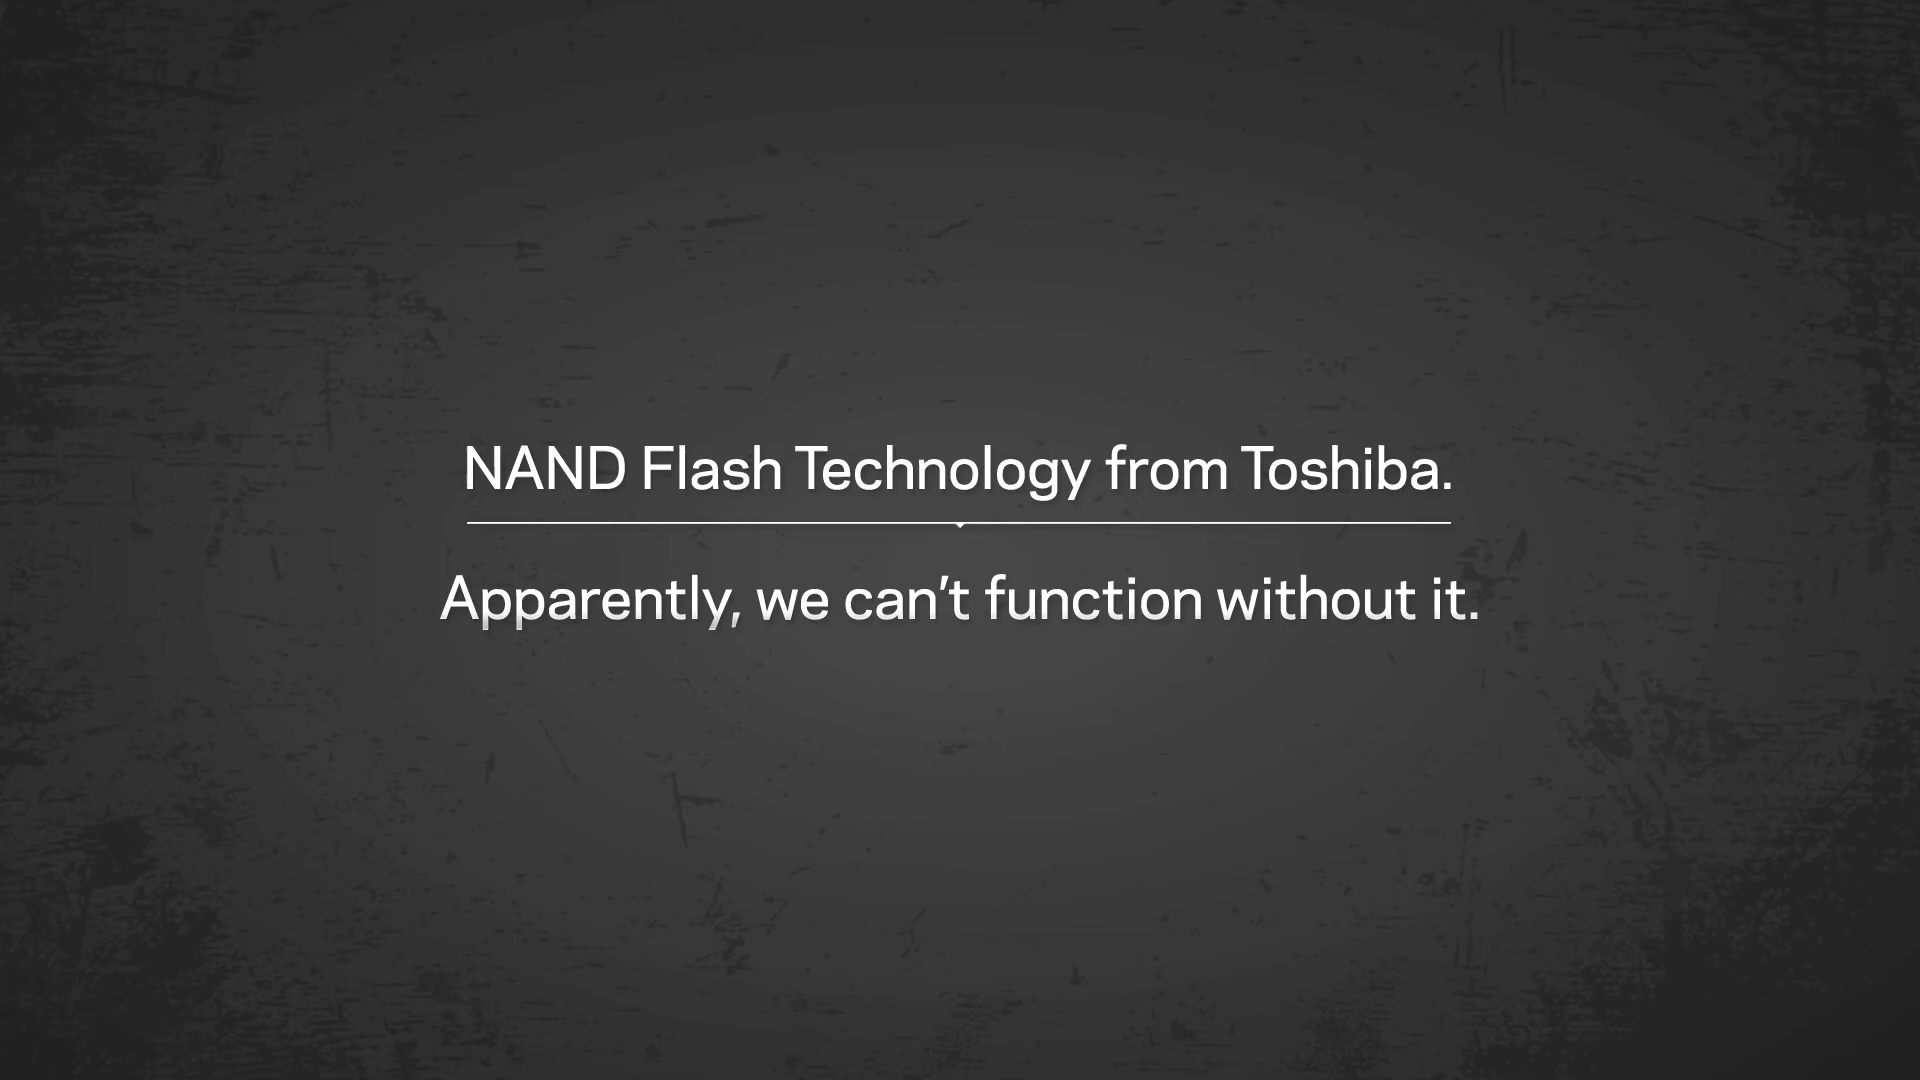 NAND Flash Technology from Toshiba.
Apparently, we can’t function without it.